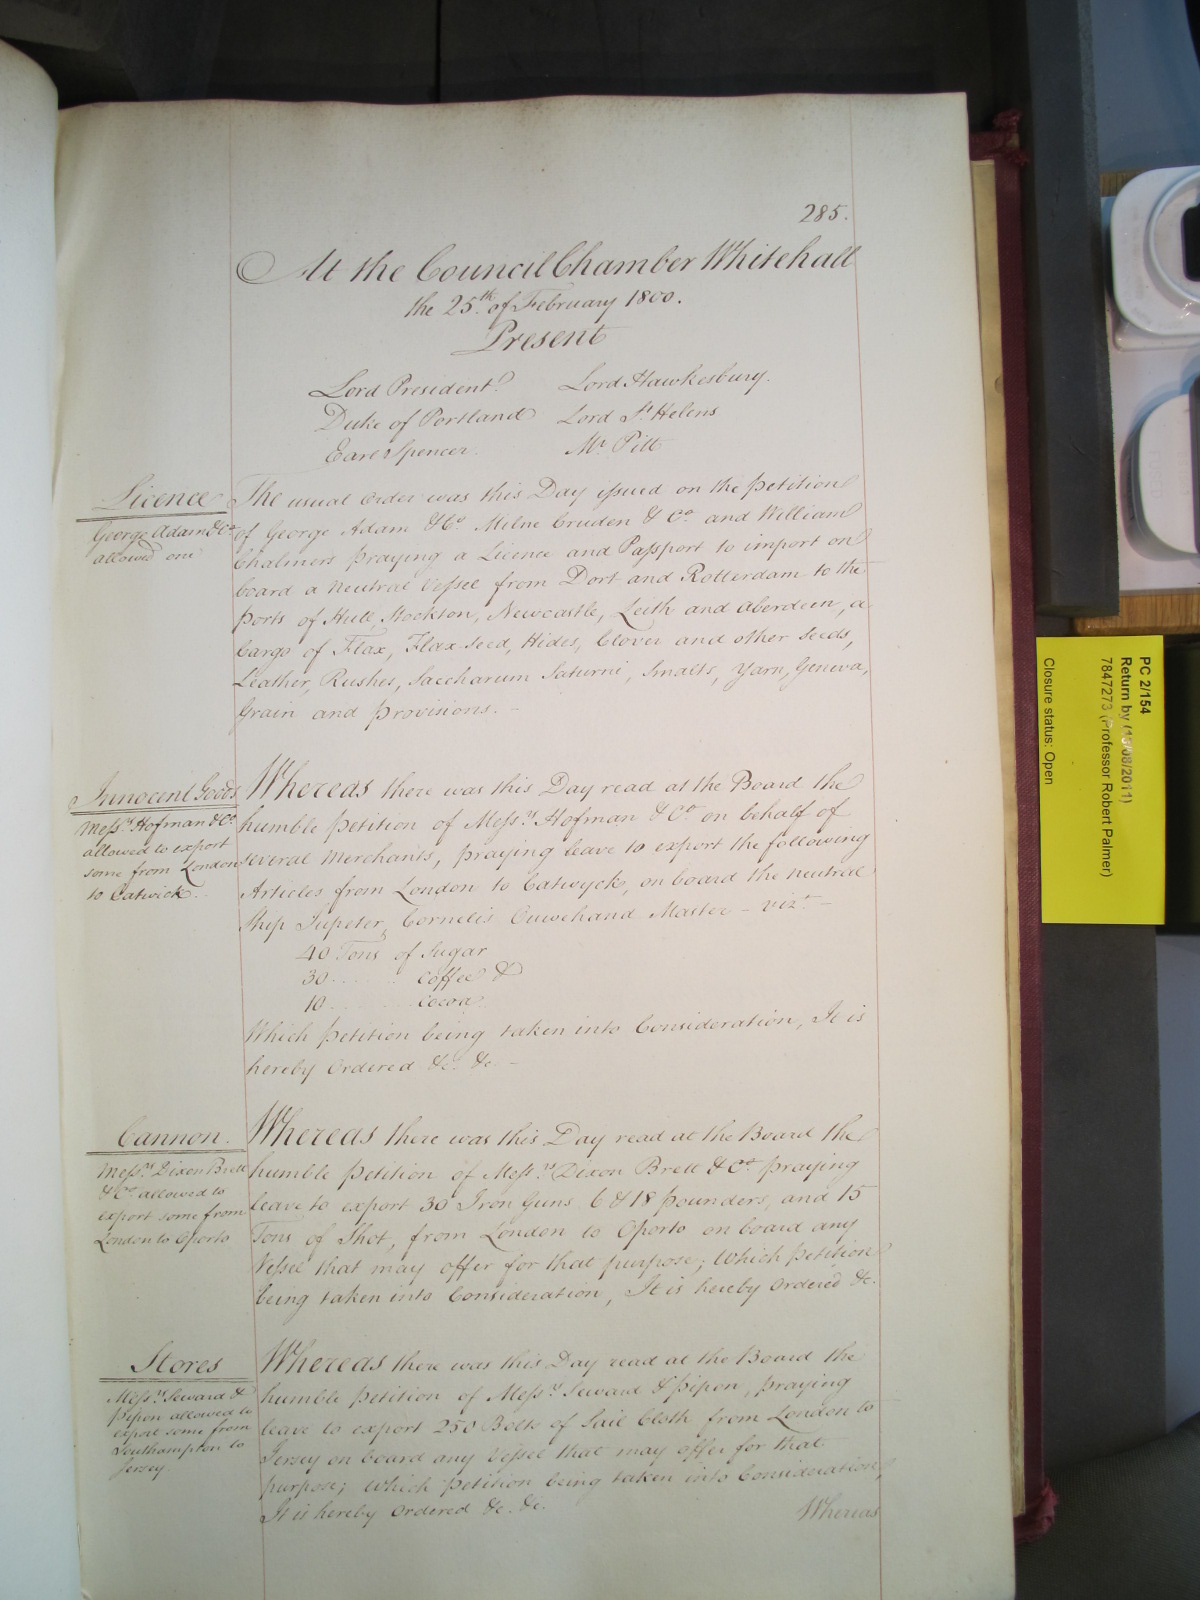 285.
At the Council Chamber Whitehall
the 25th of February 1800.
Present
Lord President Lord Hawkesbury.
Duke of Portland Lord St Helens
Earl Spencer. Mr Pitt
Licence
George Adam & Co
allowed one
The usual Order was this Day issued on the Petition
of George Adam & Co. Milne Cruden & Co. and William
Chalmers praying a Licence and Passport to import on
board a Neutral Vessel from Dort and Rotterdam to the
Ports of Hull, Stockton, Newcastle, Leith and Aberdeen, a
Cargo of Flax, Flax seed, Hides, Clover and other seeds,
Leather, Rushes, Saccharum Saturni, Smalts, Yarn, Geneva,
Grain and Provisions. -
Innocent Goods
Messrs Hofman & Co.
allowed to export
some from London
to Catwick.
Whereas there was this Day read at the Board the
humble Petition of Messrs Hofman & Co on behalf of
several Merchants, praying leave to export the following
Articles from London to Catwyck, on board the neutral
Ship Jupeter, Cornelis Ouwehand Master - vizt -
40 Tons of Sugar
30 ....... Coffee &
10 ........ Cocoa
Which Petition being taken into Consideration, It is
hereby Ordered &c. &c. -
Cannon.
Messrs Dixon Brett
& Co allowed to
export some from
London to Oporto
Whereas there was this Day read at the Board the
humble Petition of Messrs Dixon Brett & Co praying
leave to export 30 Iron Guns 6 & 18 pounders, and 15
Tons of Shot, from London to Oporto on board any
Vessel that may offer for that purpose; Which Petition
being taken into Consideration, It is hereby Ordered &c.
Stores
Messrs Seward &
Pipon allowed to
export some from
Southampton to
Jersey.
Whereas there was this Day read at the Board the
humble Petition of Messrs Seward & Pipon, praying
leave to export 250 Bolts of Sail Cloth from London to
Jersey on board any Vessel that may offer for that
purpose; Which Petition being taken into Consideration,
It is hereby Ordered &c. &c.
Whereas
PC 2/154
Return by (13/08/2011)
7847273 (Professor Robert Palmer)
Closure status: Open